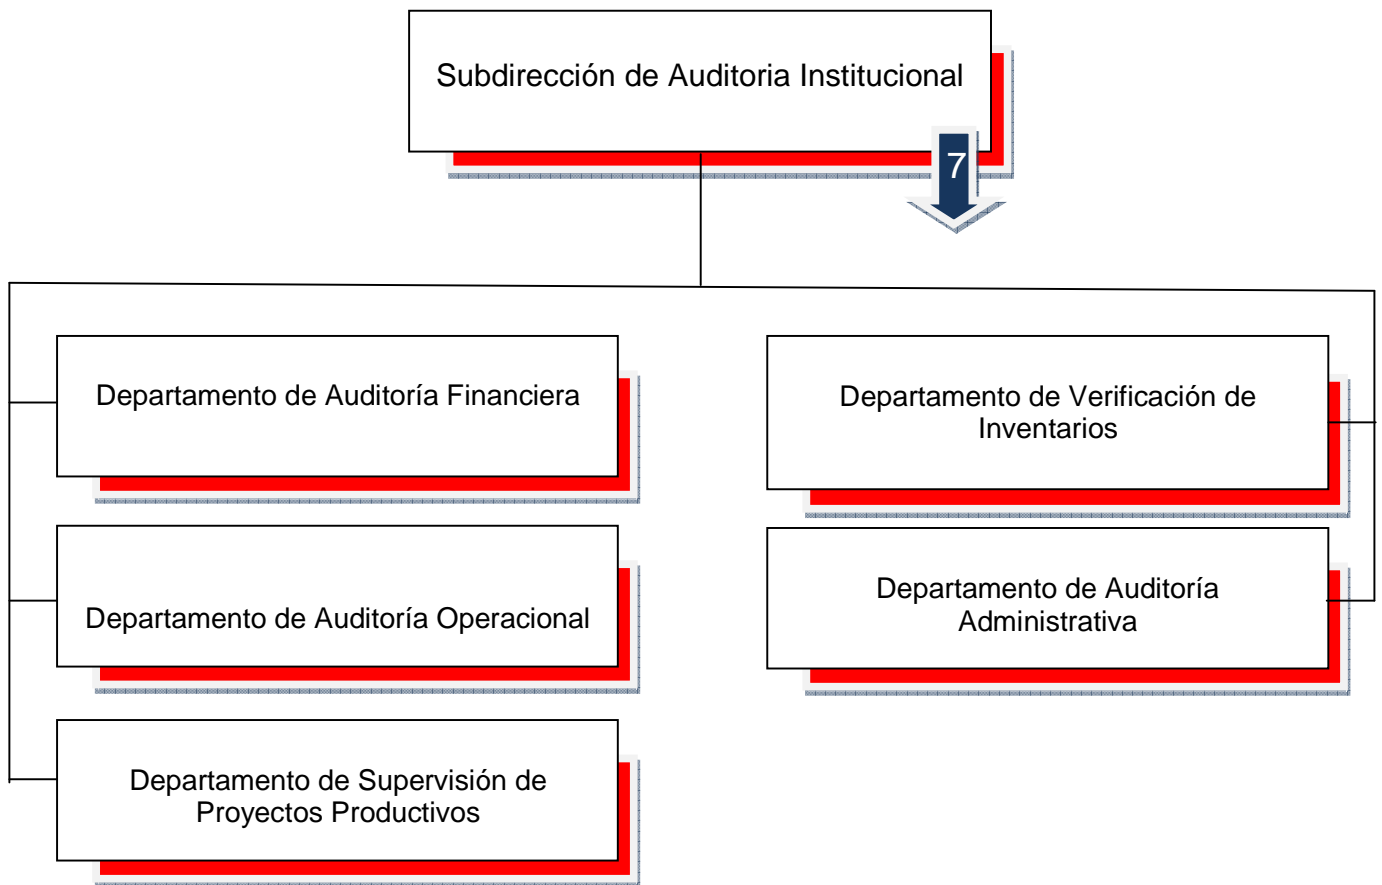 Subdirección de Auditoria Institucional
7
Departamento de Auditoría Financiera
Departamento de Verificación de
Inventarios
Departamento de Auditoría Operacional
Departamento de Auditoría
Administrativa
Departamento de Supervisión de
Proyectos Productivos